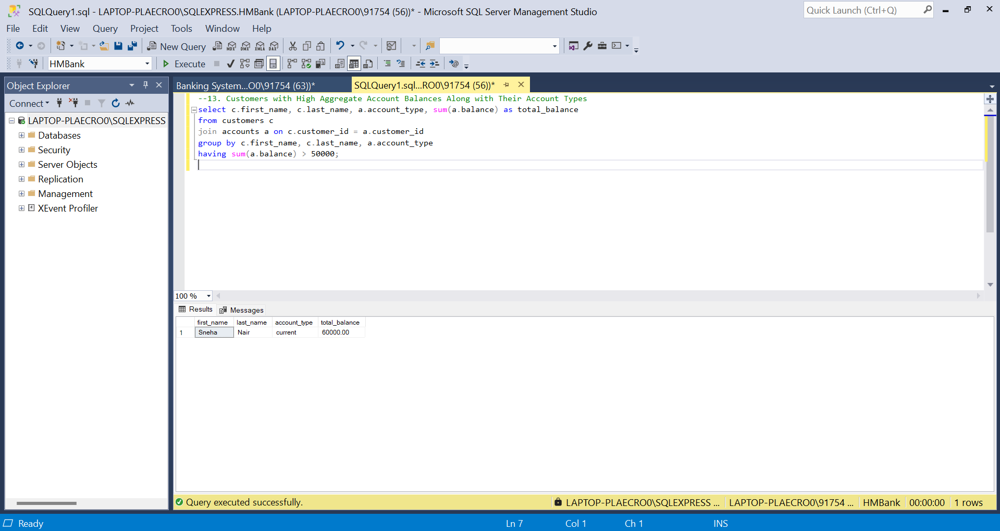 SQLQuery1.sql - LAPTOP-PLAECRO0\SQLEXPRESS.HMBank (LAPTOP-PLAECRO0\91754 (56))* - Microsoft SQL Server Management Studio
Quick Launch (Ctrl+Q)
File Edit View Query Project Tools Window Help
New Query MDX DMX XMLA DAX
HMBank Execute
Object Explorer
Banking System...O0\91754 (63))*
SQLQuery1.sql...RO0\91754 (56))*
Connect
LAPTOP-PLAECRO0\SQLEXPRESS
Databases
Security
Server Objects
Replication
Management
XEvent Profiler
--13. Customers with High Aggregate Account Balances Along with Their Account Types
select c.first_name, c.last_name, a.account_type, sum(a.balance) as total_balance
from customers c
join accounts a on c.customer_id = a.customer_id
group by c.first_name, c.last_name, a.account_type
having sum(a.balance) > 50000;
100 %
Results Messages
first_name last_name account_type total_balance
1 Sneha Nair current 60000.00
Query executed successfully.
LAPTOP-PLAECRO0\SQLEXPRESS ... LAPTOP-PLAECRO0\91754 ... HMBank 00:00:00 1 rows
Ready Ln 7 Col 1 Ch 1 INS